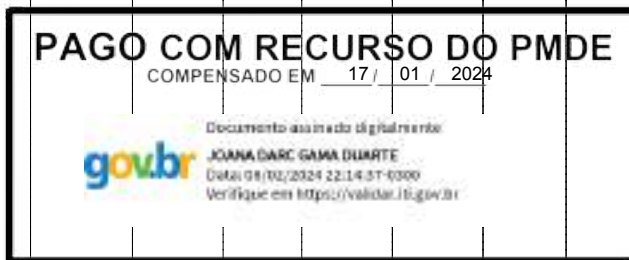 PAGO COM RECURSO DO PMDE
COMPENSADO EM 17/ 01 / 2024
gov.br
Documento assinado digitalmente
JOANA DARC GAMA DUARTE
Data: 06/02/2024 22:14:37-0300
Verifique em https://validar.iti.gov.br